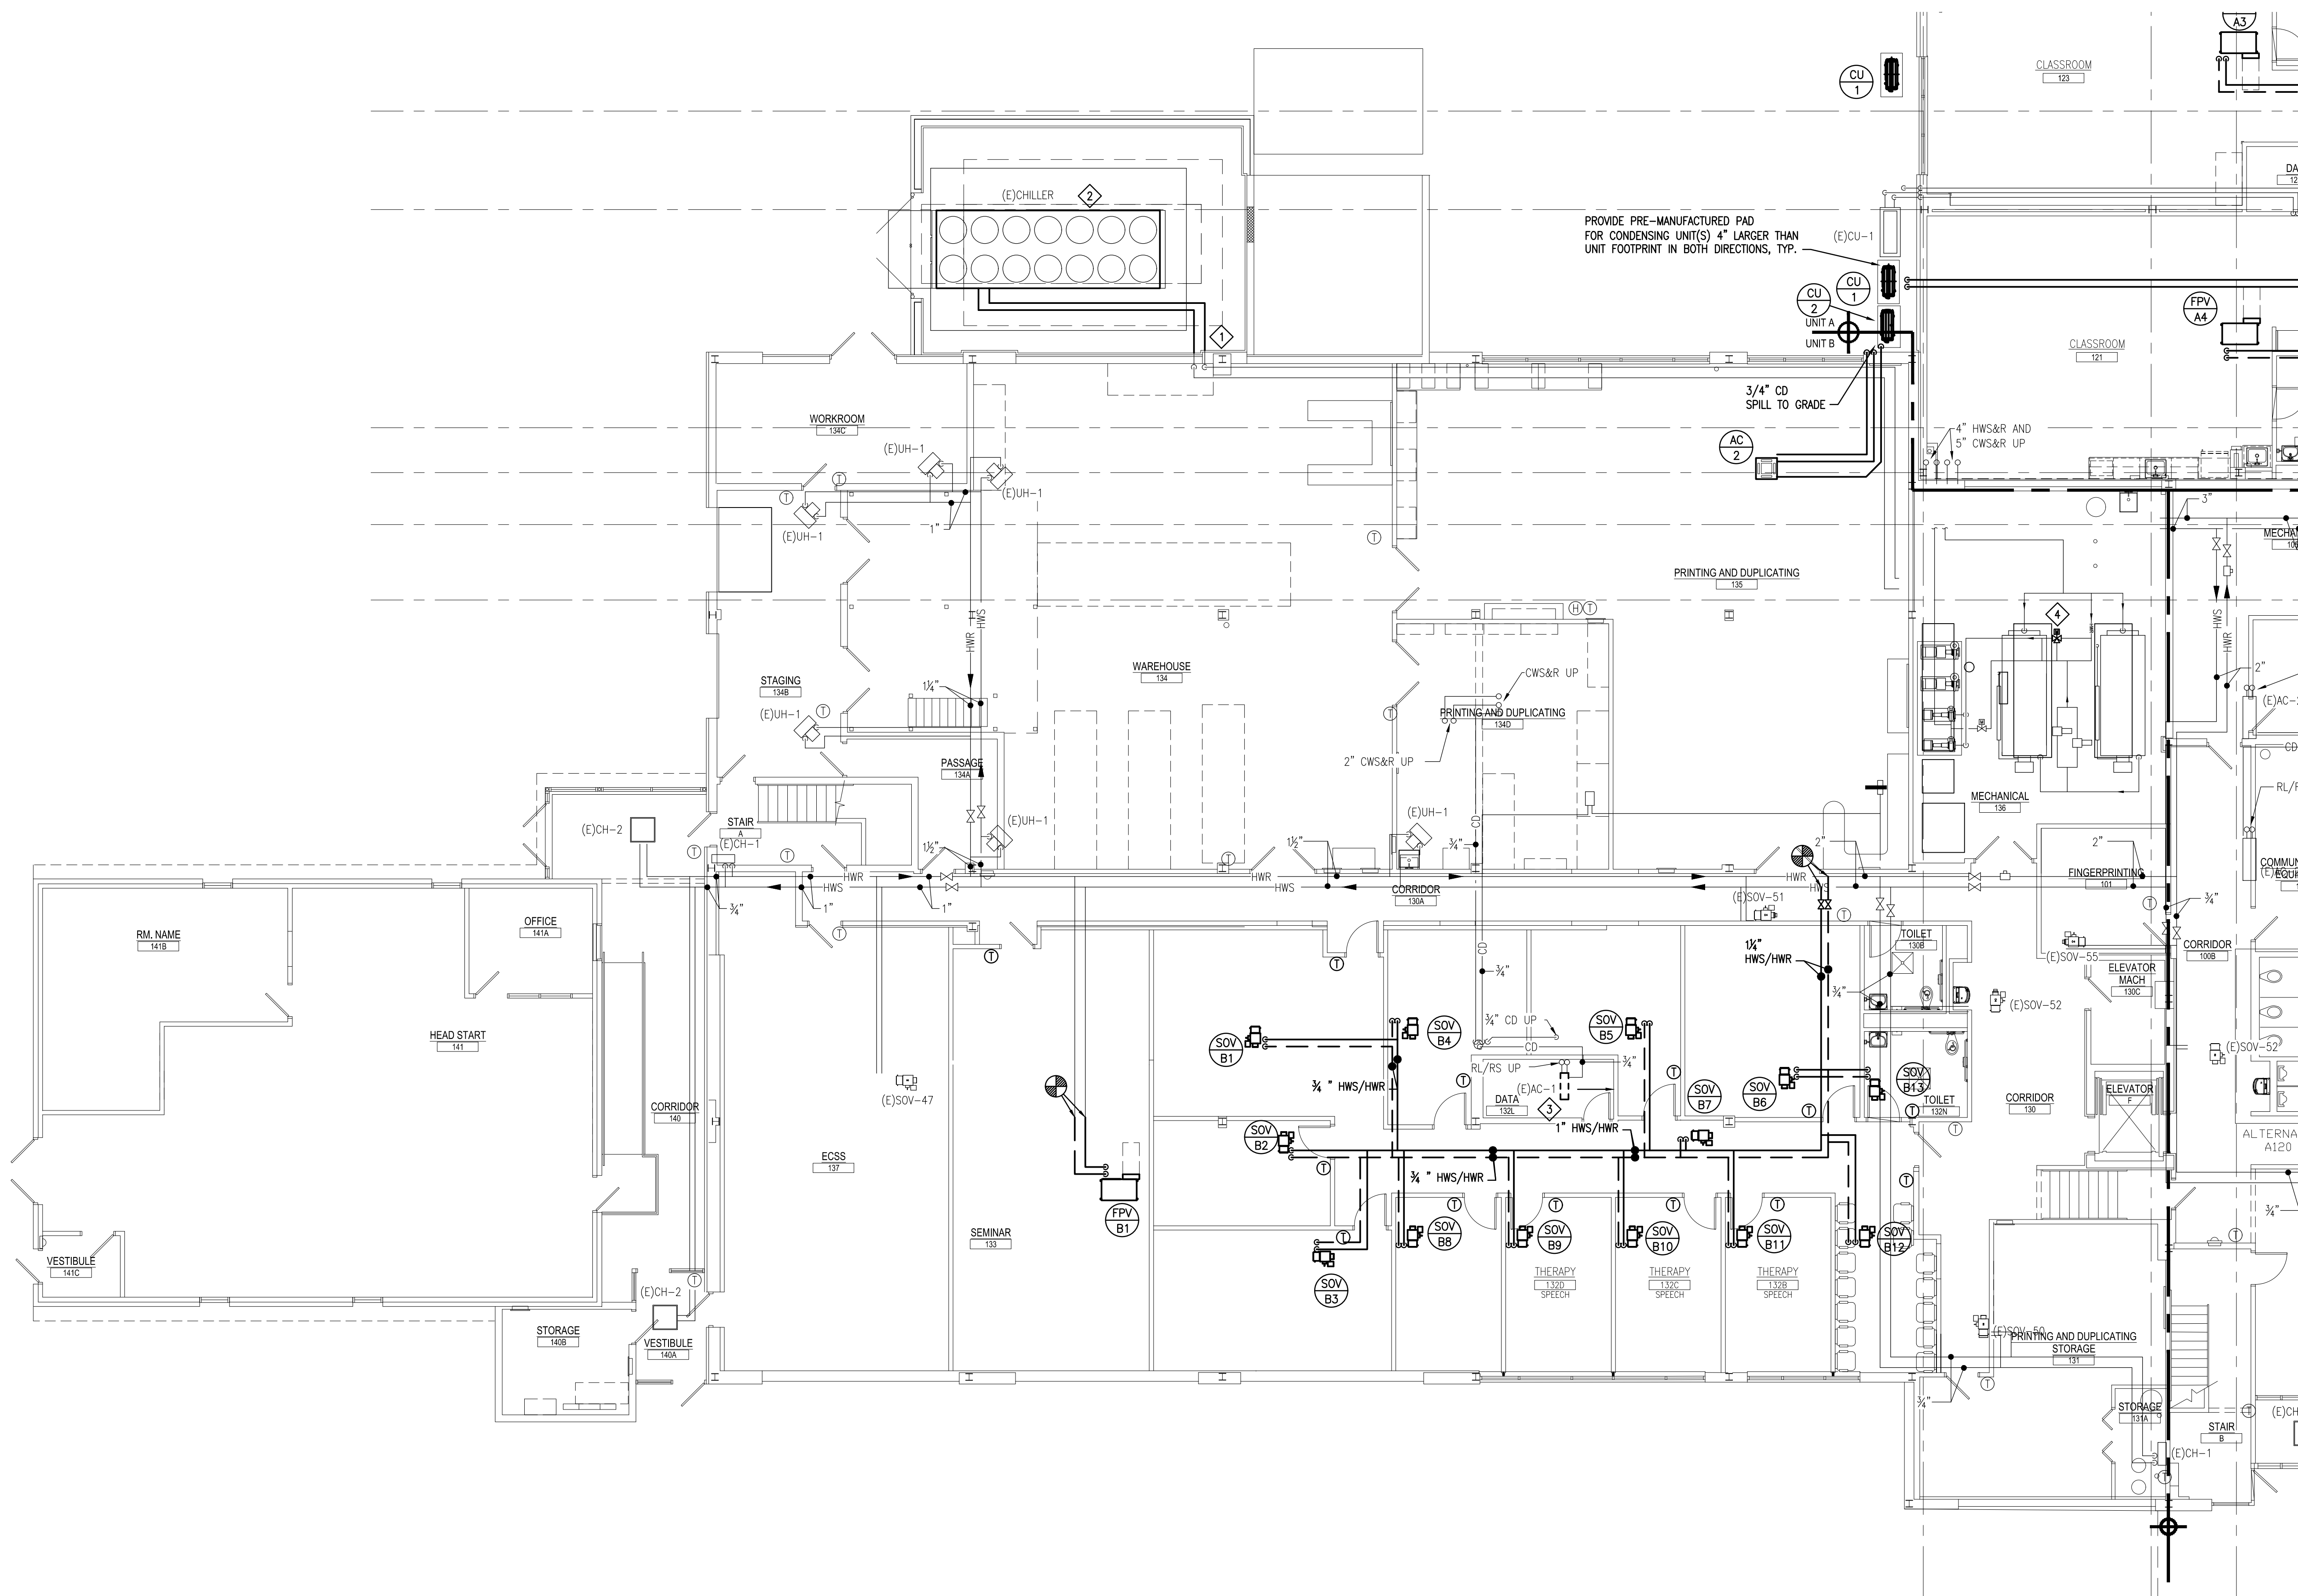 A3
CLASSROOM
123
CU
1
(E)CHILLER
2
PROVIDE PRE-MANUFACTURED PAD
FOR CONDENSING UNIT(S) 4" LARGER THAN
UNIT FOOTPRINT IN BOTH DIRECTIONS, TYP.
(E)CU-1
CU
1
CU
2
UNIT A
UNIT B
FPV
A4
1
CLASSROOM
121
3/4" CD
SPILL TO GRADE
WORKROOM
134C
(E)UH-1
(E)UH-1
(E)UH-1
1"
AC
2
4" HWS&R AND
5" CWS&R UP
3"
T
T
T
PRINTING AND DUPLICATING
135
H
T
4
HWS
HWR
HWS
HWR
2"
WAREHOUSE
134
STAGING
134B
1¼"
(E)UH-1
T
CWS&R UP
T
PRINTING AND DUPLICATING
134D
2" CWS&R UP
PASSAGE
134A
MECHANICAL
136
CD
(E)UH-1
(E)UH-1
(E)CH-2
STAIR
A
(E)CH-1
T
T
1½"
T
1½"
CD
¾"
2"
2"
HWR
HWS
HWR
HWS
HWR
HWS
¾"
1"
1"
CORRIDOR
130A
FINGERPRINTING
101
T
¾"
(E)SOV-51
T
OFFICE
141A
RM. NAME
141B
T
T
T
CD
¾"
1¼"
HWS/HWR
TOILET
130B
¾"
(E)SOV-55
CORRIDOR
100B
ELEVATOR
MACH
130C
(E)SOV-52
HEAD START
141
SOV
B1
SOV
B4
¾" CD UP
CD
SOV
B5
¾"
RL/RS UP
(E)AC-1
(E)SOV-52
(E)SOV-47
¾ " HWS/HWR
T
DATA
132L
3
T
SOV
B7
SOV
B6
SOV
B13
T
TOILET
132N
T
T
CORRIDOR
130
ELEVATOR
F
CORRIDOR
140
SOV
B2
1" HWS/HWR
ECSS
137
T
¾ " HWS/HWR
A120
FPV
B1
T
T
T
T
T
SEMINAR
133
T
SOV
B8
SOV
B9
SOV
B10
SOV
B11
SOV
B12
¾"
T
VESTIBULE
141C
T
SOV
B3
THERAPY
132D
SPEECH
THERAPY
132C
SPEECH
THERAPY
132B
SPEECH
(E)CH-2
STORAGE
140B
VESTIBULE
140A
(E)SOV-50
PRINTING AND DUPLICATING
STORAGE
131
T
¾"
STORAGE
131A
T
STAIR
B
(E)CH-1
T